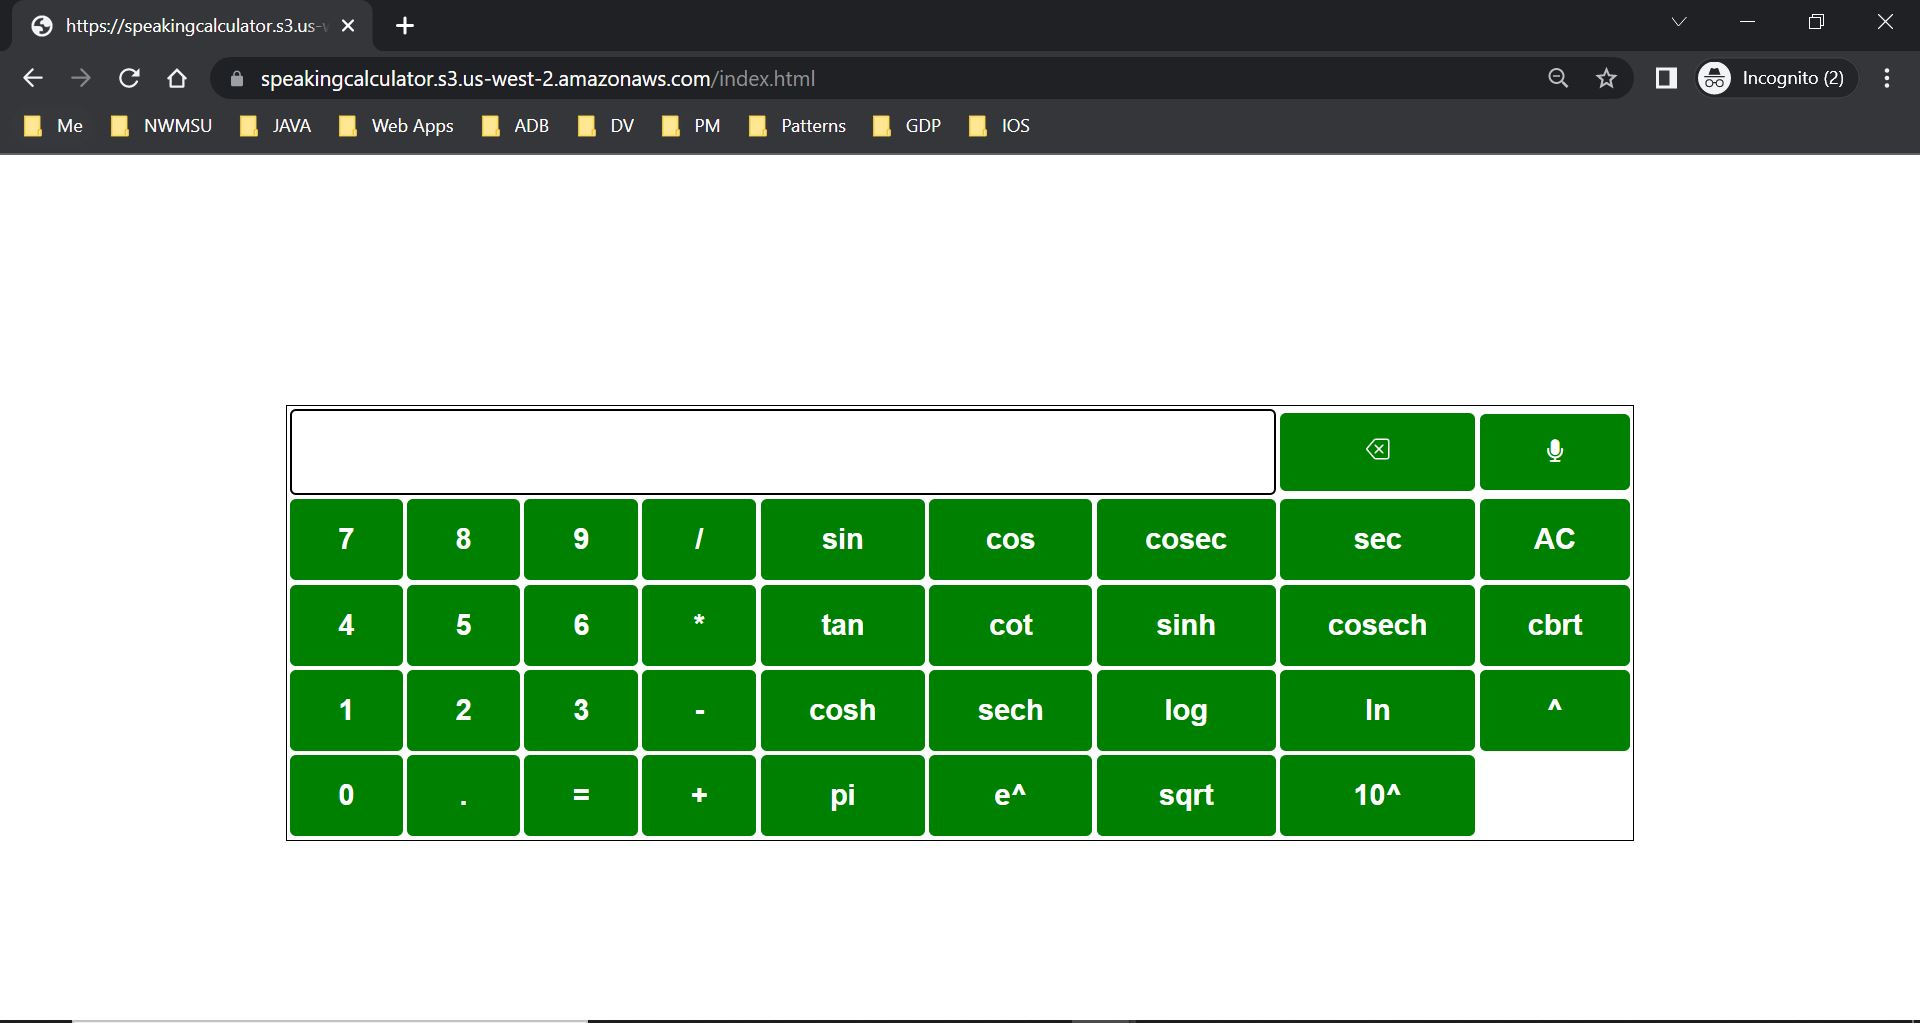 https://speakingcalculator.s3.us-w
speakingcalculator.s3.us-west-2.amazonaws.com/index.html Incognito (2)
Me NWMSU JAVA Web Apps ADB DV PM Patterns GDP IOS
7 8 9 / sin cos cosec sec AC
4 5 6 * tan cot sinh cosech cbrt
1 2 3 - cosh sech log ln ^
0 . = + pi e^ sqrt 10^